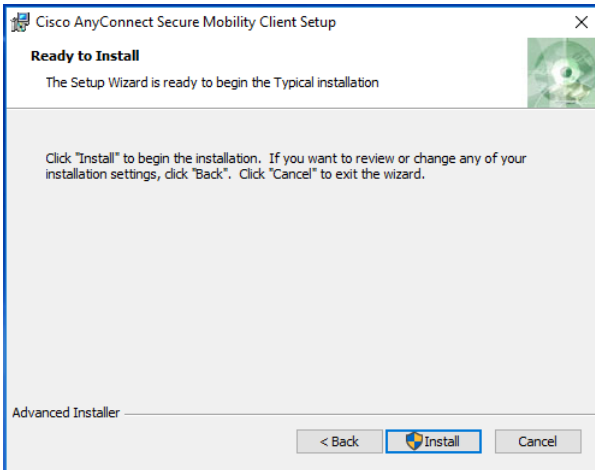 Cisco AnyConnect Secure Mobility Client Setup
Ready to Install
The Setup Wizard is ready to begin the Typical installation
Click "Install" to begin the installation. If you want to review or change any of your
installation settings, click "Back". Click "Cancel" to exit the wizard.
Advanced Installer
< Back
Install
Cancel